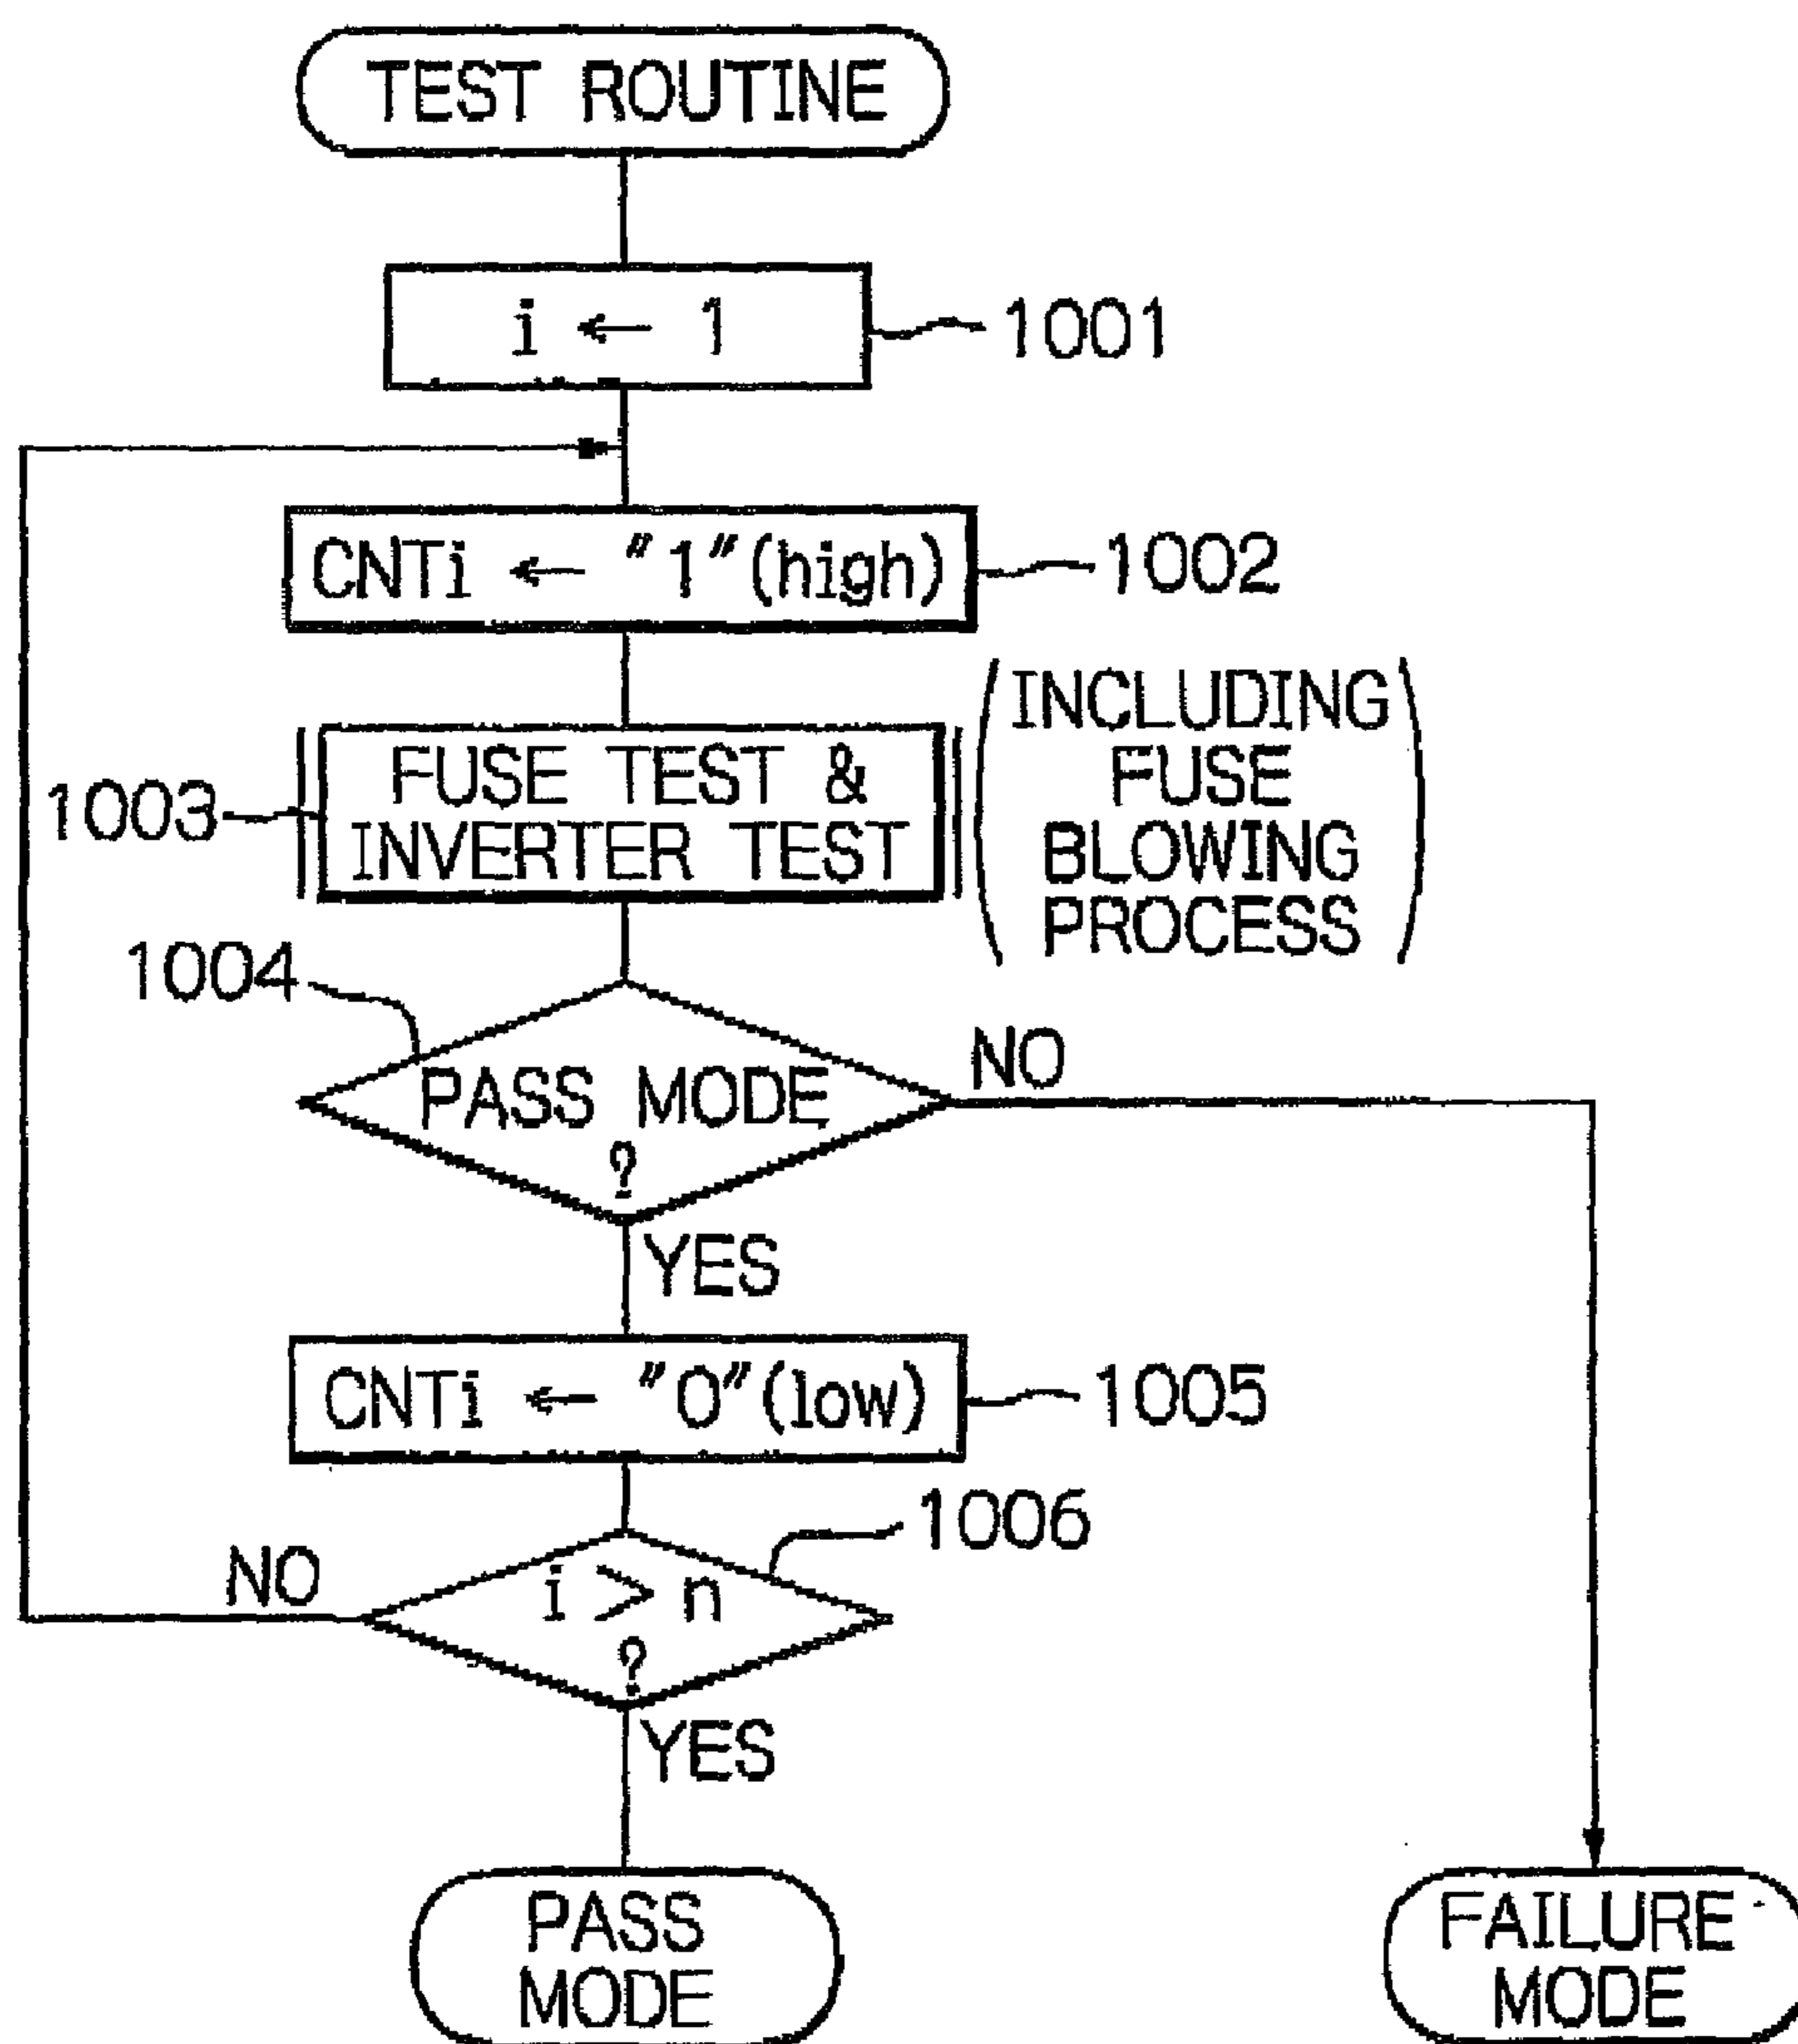 TEST ROUTINE
i ← 1
1001
CNTi ← "1"(high)
1002
1003
FUSE TEST &
INVERTER TEST
(INCLUDING
FUSE
BLOWING
PROCESS)
1004
PASS MODE
?
NO
YES
CNTi ← "0"(low)
1005
1006
i > n
?
NO
YES
PASS
MODE
FAILURE
MODE